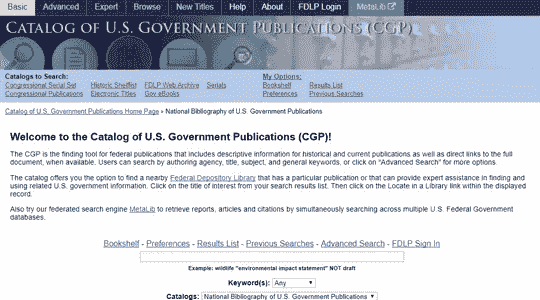 Basic Advanced Expert Browse New Titles Help About FDLP Login MetaLib
CATALOG OF U.S. GOVERNMENT PUBLICATIONS (CGP)
Catalogs to Search: My Options:
Congressional Serial Set Historic Shelflist FDLP Web Archive Serials Bookshelf Results List
Congressional Publications Electronic Titles Gov eBooks Preferences Previous Searches
Catalog of U.S. Government Publications Home Page » National Bibliography of U.S. Government Publications
Welcome to the Catalog of U.S. Government Publications (CGP)!
The CGP is the finding tool for federal publications that includes descriptive information for historical and current publications as well as direct links to the full
document, when available. Users can search by authoring agency, title, subject, and general keywords, or click on "Advanced Search" for more options.
The catalog offers you the option to find a nearby Federal Depository Library that has a particular publication or that can provide expert assistance in finding and
using related U.S. government information. Click on the title of interest from your search results list. Then click on the Locate in a Library link within the displayed
record.
Also try our federated search engine MetaLib to retrieve reports, articles and citations by simultaneously searching across multiple U.S. Federal Government
databases.
Bookshelf - Preferences - Results List - Previous Searches - Advanced Search - FDLP Sign In
Example: wildlife "environmental impact statement" NOT draft
Keyword(s): Any
Catalogs: National Bibliography of U.S. Government Publications